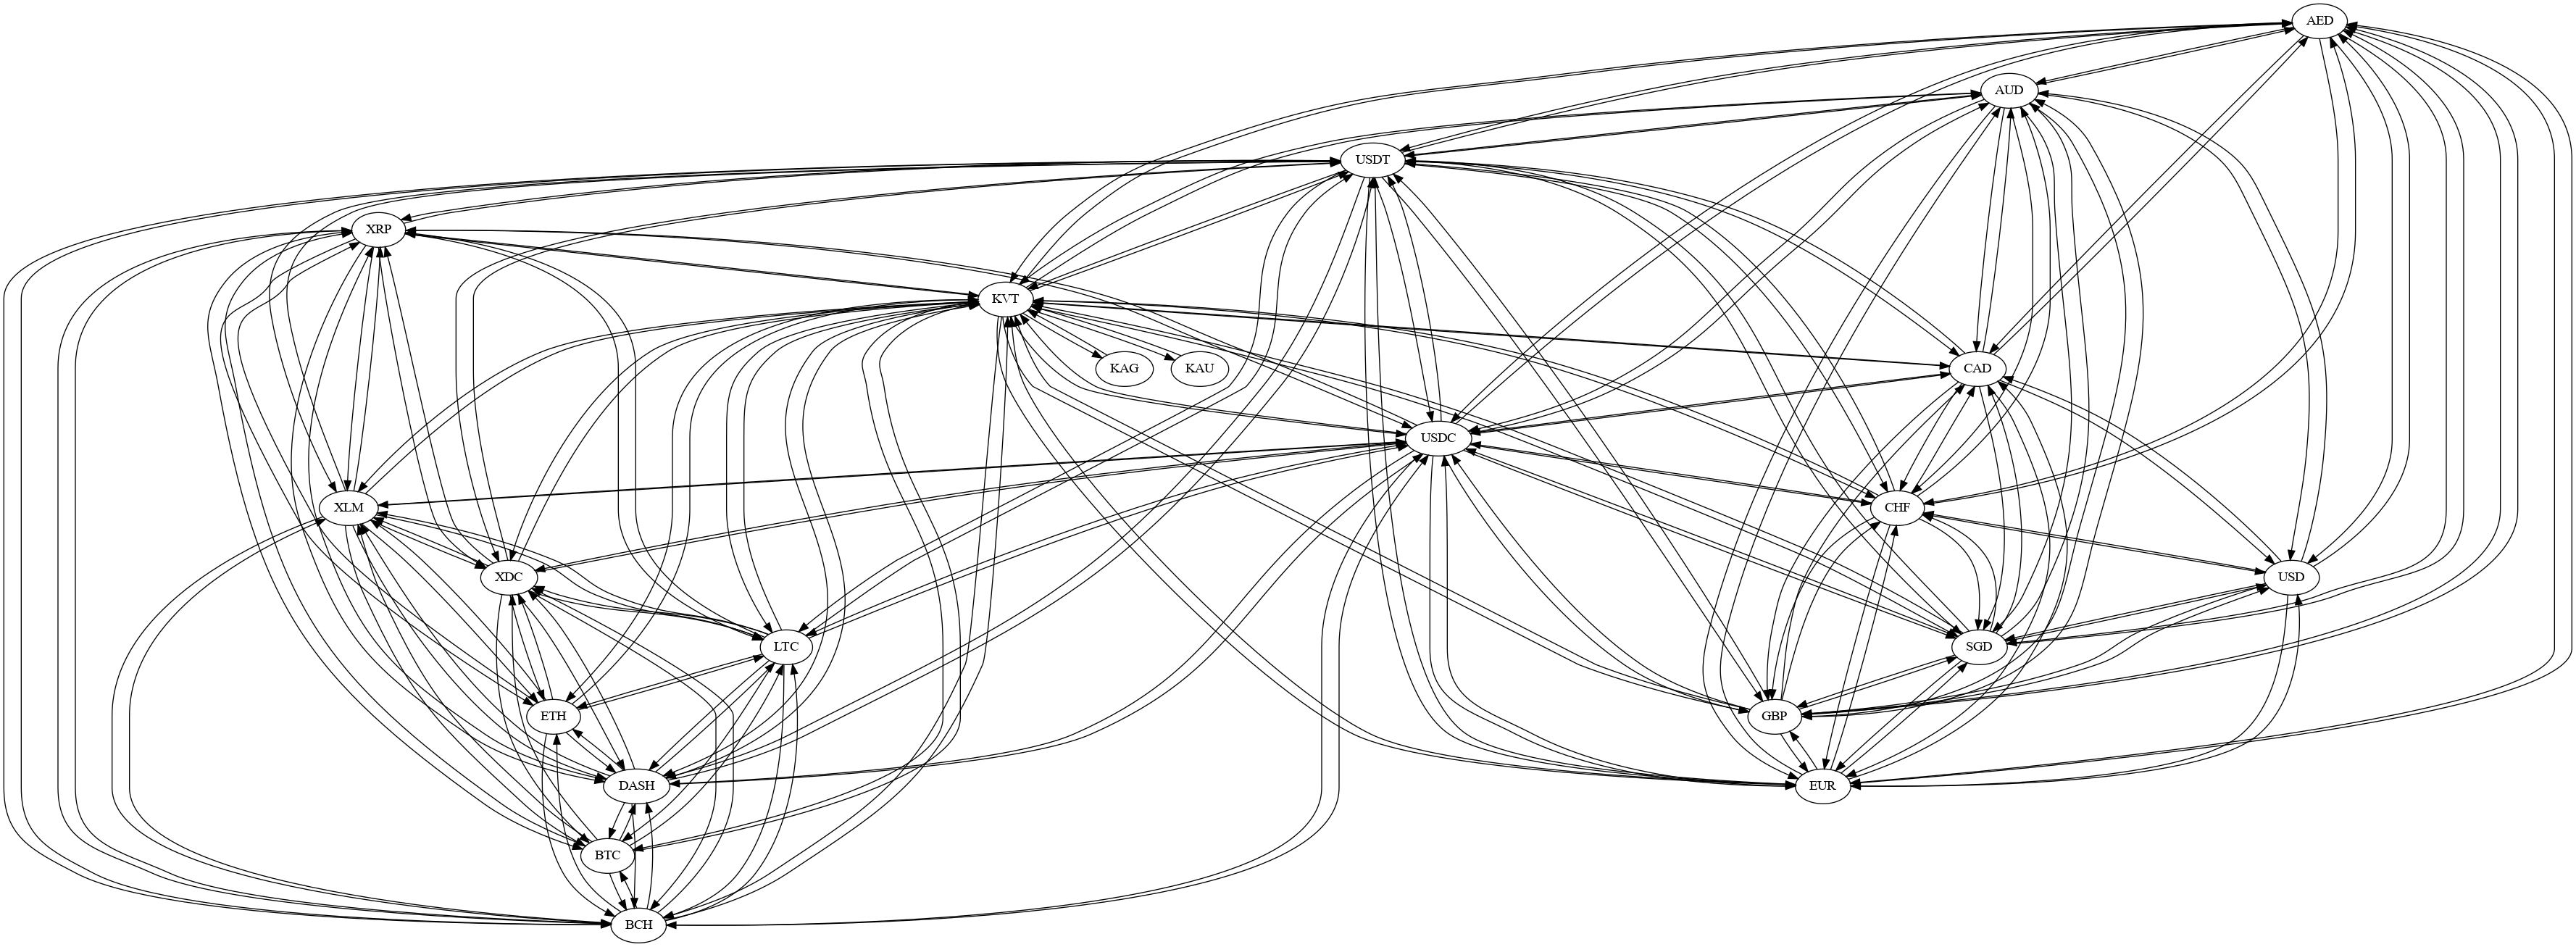 AED
AUD
USDT
XRP
KVT
KAG
KAU
CAD
USDC
XLM
CHF
XDC
USD
LTC
SGD
ETH
GBP
DASH
EUR
BTC
BCH